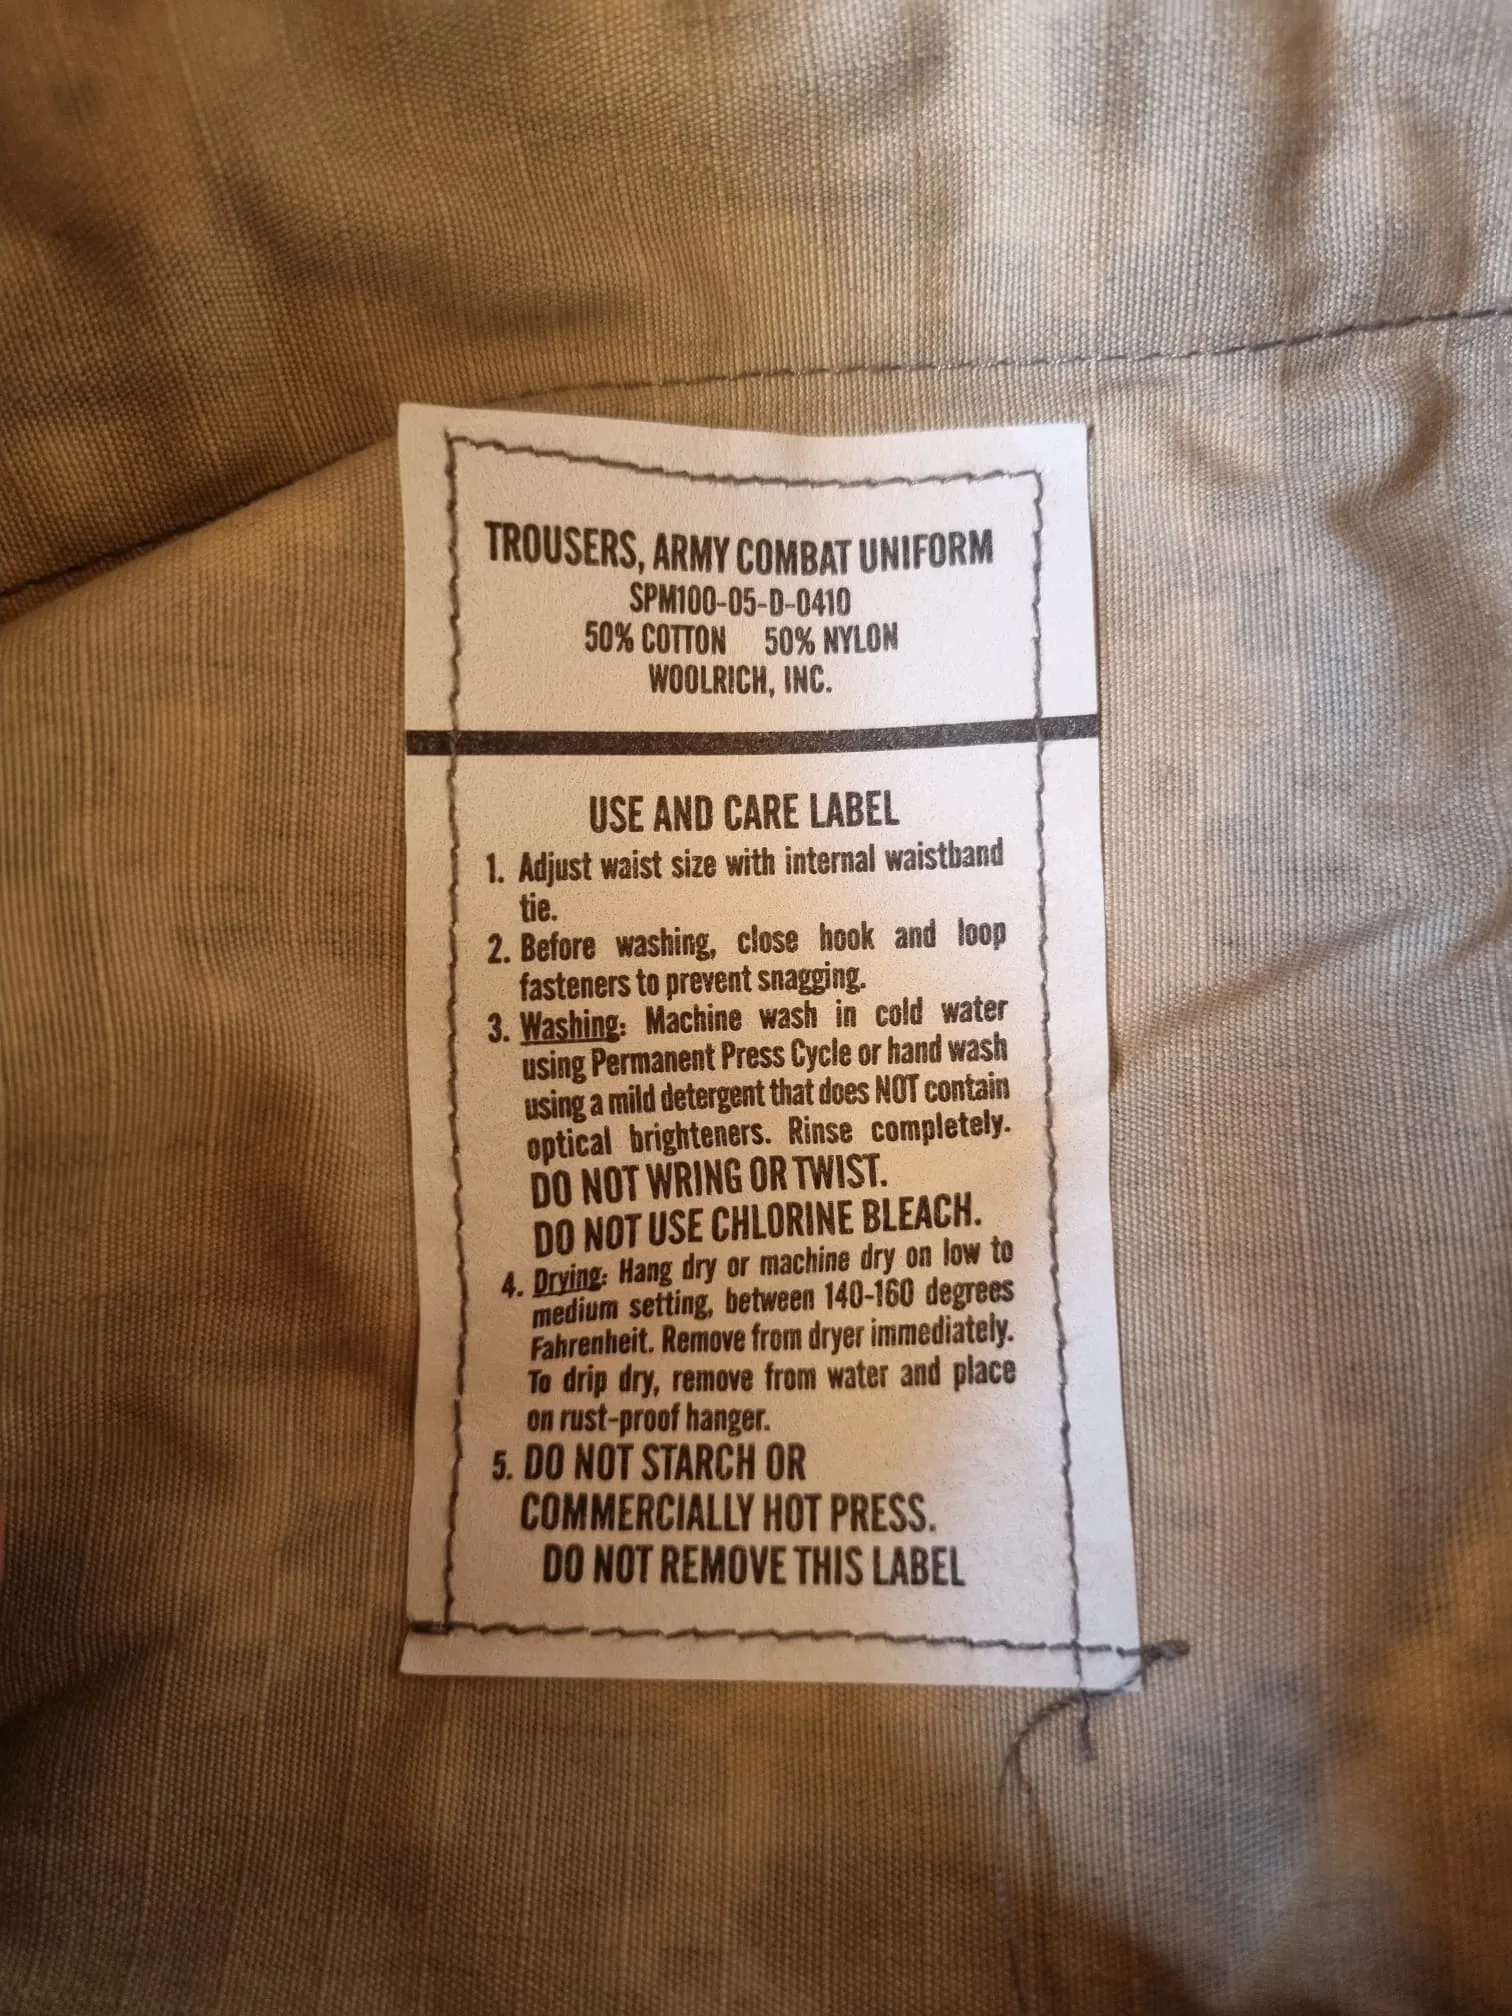 TROUSERS, ARMY COMBAT UNIFORM
SPM100-05-D-0410
50% COTTON 50% NYLON
WOOLRICH, INC.
USE AND CARE LABEL
1. Adjust waist size with internal waistband
tie.
2. Before washing, close hook and loop
fasteners to prevent snagging.
3. Washing: Machine wash in cold water
using Permanent Press Cycle or hand wash
using a mild detergent that does NOT contain
optical brighteners. Rinse completely.
DO NOT WRING OR TWIST.
DO NOT USE CHLORINE BLEACH.
4. Drying: Hang dry or machine dry on low to
medium setting, between 140-160 degrees
Fahrenheit. Remove from dryer immediately.
To drip dry, remove from water and place
on rust-proof hanger.
5. DO NOT STARCH OR
COMMERCIALLY HOT PRESS.
DO NOT REMOVE THIS LABEL